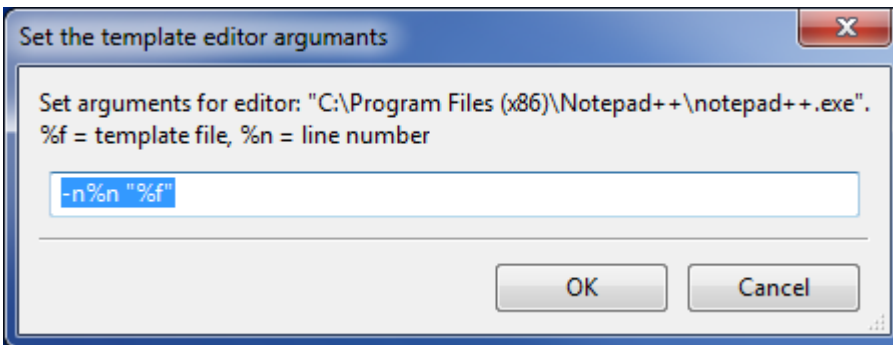 Set the template editor argumants
Set arguments for editor: "C:\Program Files (x86)\Notepad++\notepad++.exe".
%f = template file, %n = line number
-n%n "%f"
OK Cancel